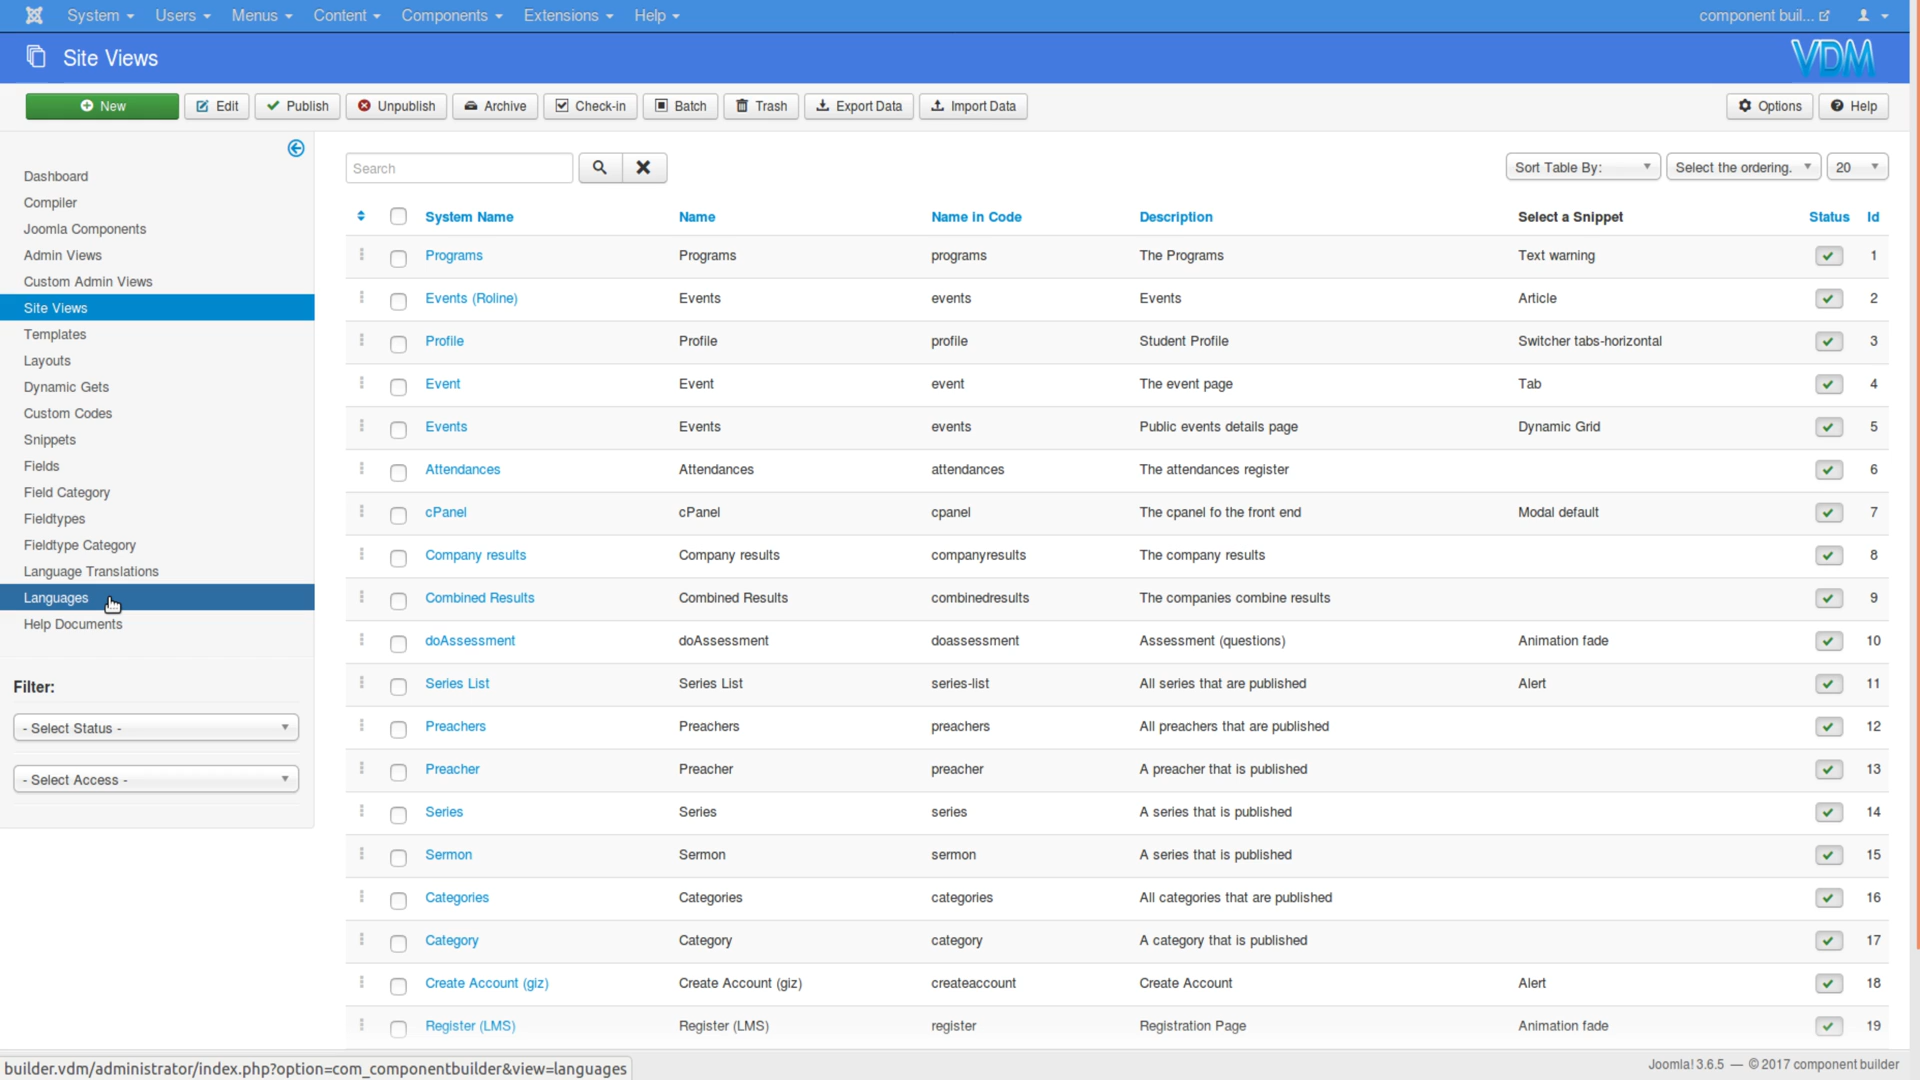 System Users Menus Content Components Extensions Help component buil...
Site Views VDM
New Edit Publish Unpublish Archive Check-in Batch Trash Export Data Import Data Options Help
Dashboard
Compiler
Joomla Components
Admin Views
Custom Admin Views
Site Views
Templates
Layouts
Dynamic Gets
Custom Codes
Snippets
Fields
Field Category
Fieldtypes
Fieldtype Category
Language Translations
Languages
Help Documents
Filter:
- Select Status -
- Select Access -
Search Sort Table By: Select the ordering. 20
System Name Name Name in Code Description Select a Snippet Status Id
Programs Programs programs The Programs Text warning 1
Events (Roline) Events events Events Article 2
Profile Profile profile Student Profile Switcher tabs-horizontal 3
Event Event event The event page Tab 4
Events Events events Public events details page Dynamic Grid 5
Attendances Attendances attendances The attendances register 6
cPanel cPanel cpanel The cpanel fo the front end Modal default 7
Company results Company results companyresults The company results 8
Combined Results Combined Results combinedresults The companies combine results 9
doAssessment doAssessment doassessment Assessment (questions) Animation fade 10
Series List Series List series-list All series that are published Alert 11
Preachers Preachers preachers All preachers that are published 12
Preacher Preacher preacher A preacher that is published 13
Series Series series A series that is published 14
Sermon Sermon sermon A series that is published 15
Categories Categories categories All categories that are published 16
Category Category category A category that is published 17
Create Account (giz) Create Account (giz) createaccount Create Account Alert 18
Register (LMS) Register (LMS) register Registration Page Animation fade 19
builder.vdm/administrator/index.php?option=com_componentbuilder&view=languages
Joomla! 3.6.5 — © 2017 component builder